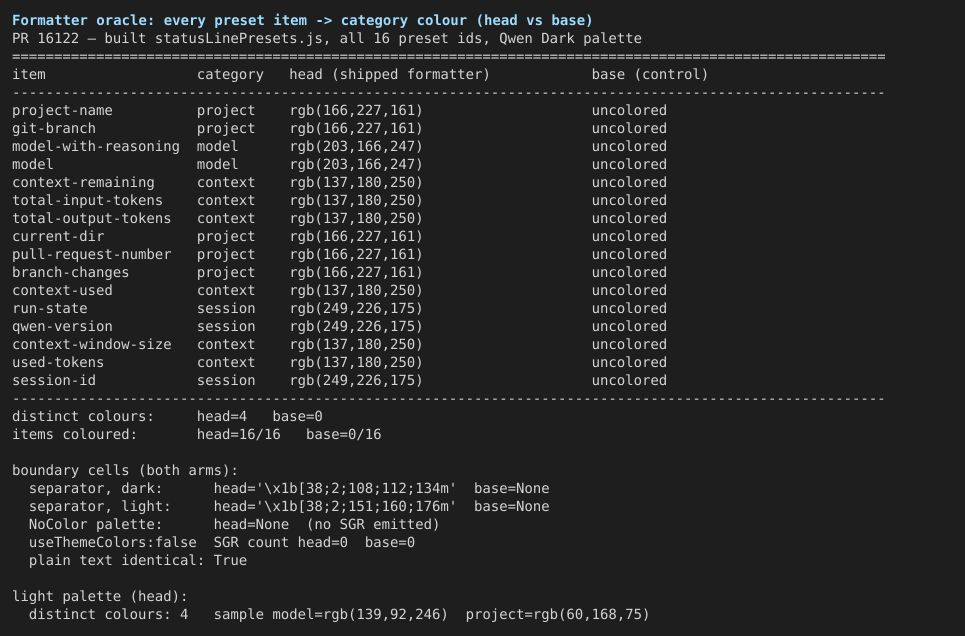 Formatter oracle: every preset item -> category colour (head vs base)
PR 16122 — built statusLinePresets.js, all 16 preset ids, Qwen Dark palette
========================================================================================================
item                  category   head (shipped formatter)            base (control)
--------------------------------------------------------------------------------------------------------
project-name          project    rgb(166,227,161)                    uncolored
git-branch            project    rgb(166,227,161)                    uncolored
model-with-reasoning  model      rgb(203,166,247)                    uncolored
model                 model      rgb(203,166,247)                    uncolored
context-remaining     context    rgb(137,180,250)                    uncolored
total-input-tokens    context    rgb(137,180,250)                    uncolored
total-output-tokens   context    rgb(137,180,250)                    uncolored
current-dir           project    rgb(166,227,161)                    uncolored
pull-request-number   project    rgb(166,227,161)                    uncolored
branch-changes        project    rgb(166,227,161)                    uncolored
context-used          context    rgb(137,180,250)                    uncolored
run-state             session    rgb(249,226,175)                    uncolored
qwen-version          session    rgb(249,226,175)                    uncolored
context-window-size   context    rgb(137,180,250)                    uncolored
used-tokens           context    rgb(137,180,250)                    uncolored
session-id            session    rgb(249,226,175)                    uncolored
--------------------------------------------------------------------------------------------------------
distinct colours:     head=4   base=0
items coloured:       head=16/16   base=0/16

boundary cells (both arms):
  separator, dark:      head='\x1b[38;2;108;112;134m'  base=None
  separator, light:     head='\x1b[38;2;151;160;176m'  base=None
  NoColor palette:      head=None  (no SGR emitted)
  useThemeColors:false  SGR count head=0  base=0
  plain text identical: True

light palette (head):
  distinct colours: 4   sample model=rgb(139,92,246)  project=rgb(60,168,75)